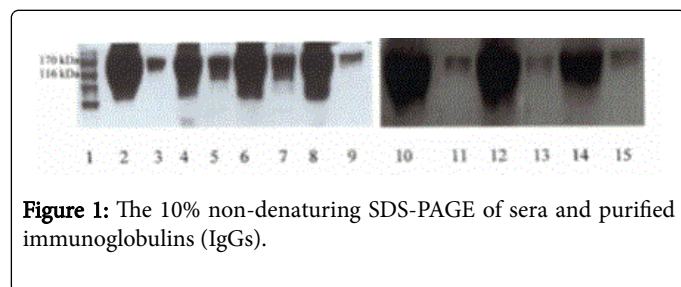 170 kDa
116 kDa
1 2 3 4 5 6 7 8 9 10 11 12 13 14 15
Figure 1: The 10% non-denaturing SDS-PAGE of sera and purified
immunoglobulins (IgGs).